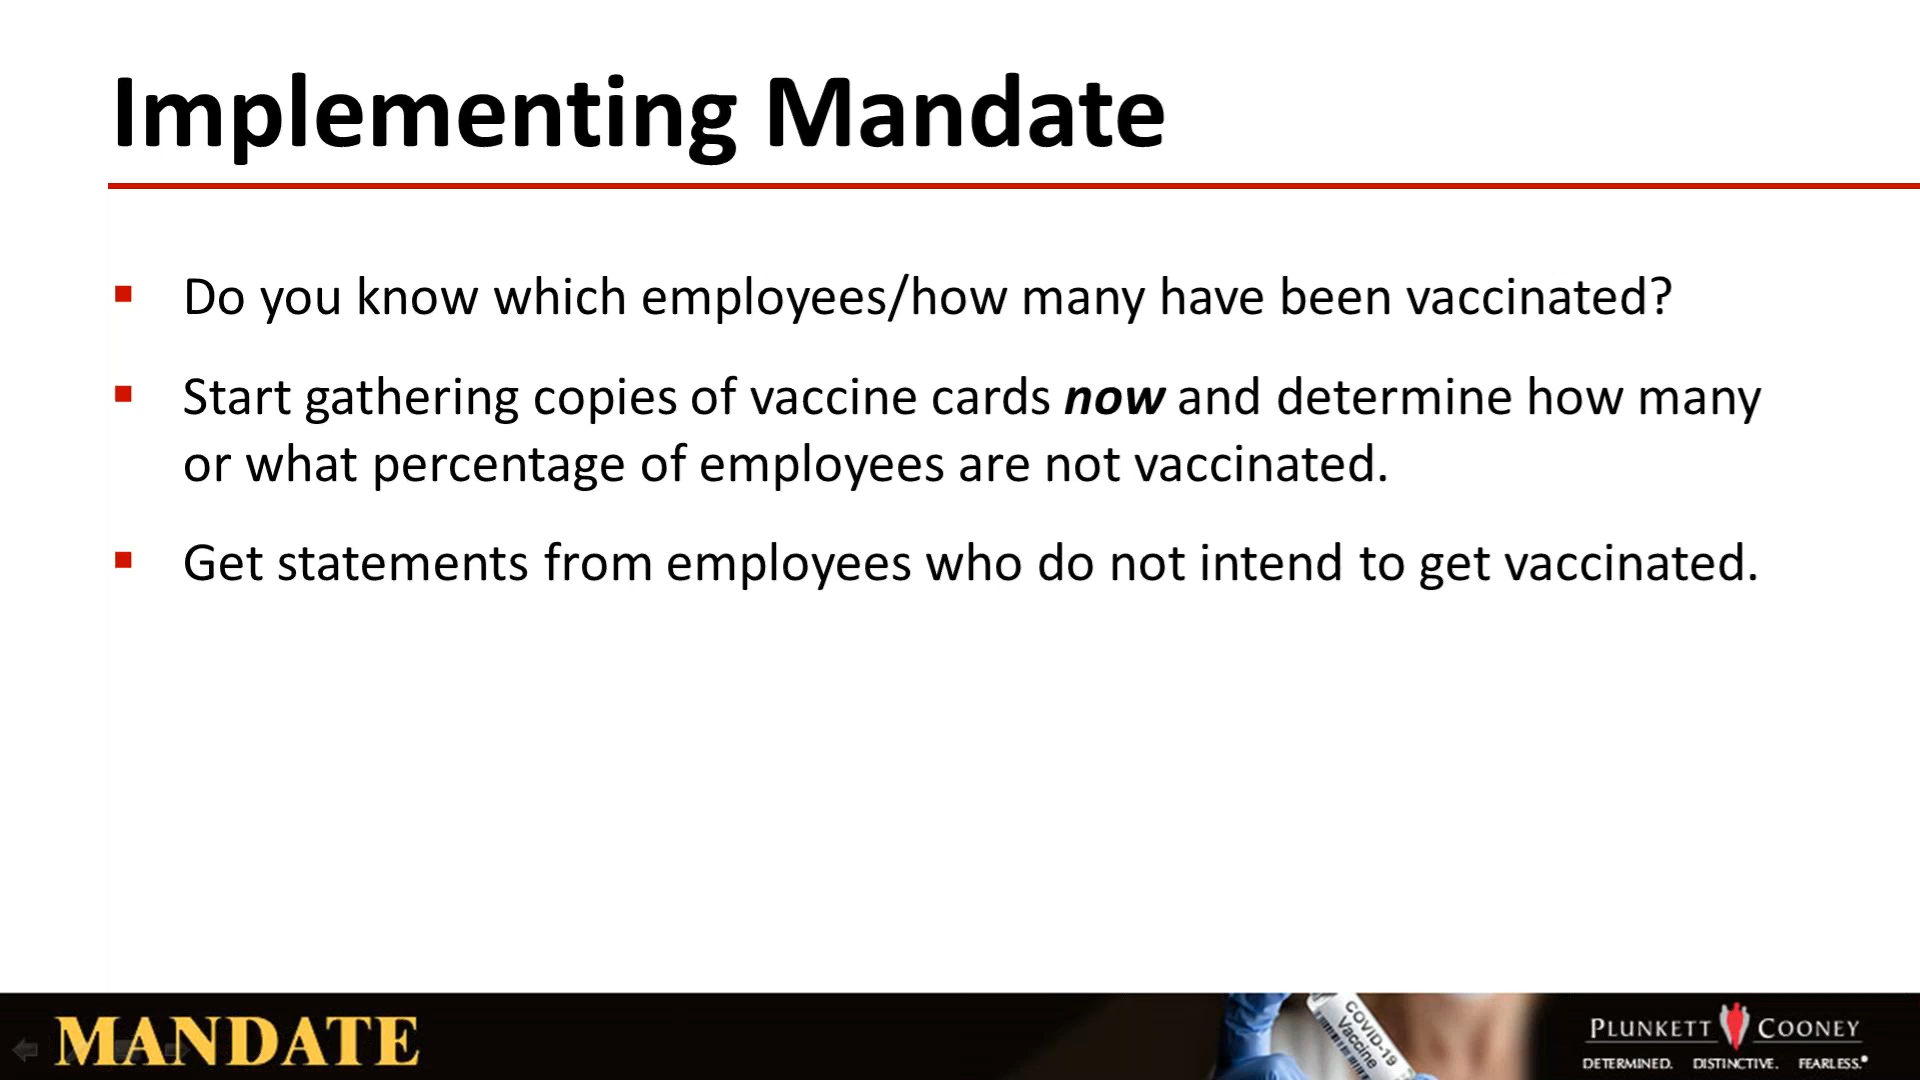 Implementing Mandate
▪ Do you know which employees/how many have been vaccinated?
▪ Start gathering copies of vaccine cards now and determine how many
or what percentage of employees are not vaccinated.
▪ Get statements from employees who do not intend to get vaccinated.
MANDATE
COVID-19
Vaccine
PLUNKETT COONEY
DETERMINED. DISTINCTIVE. FEARLESS.®